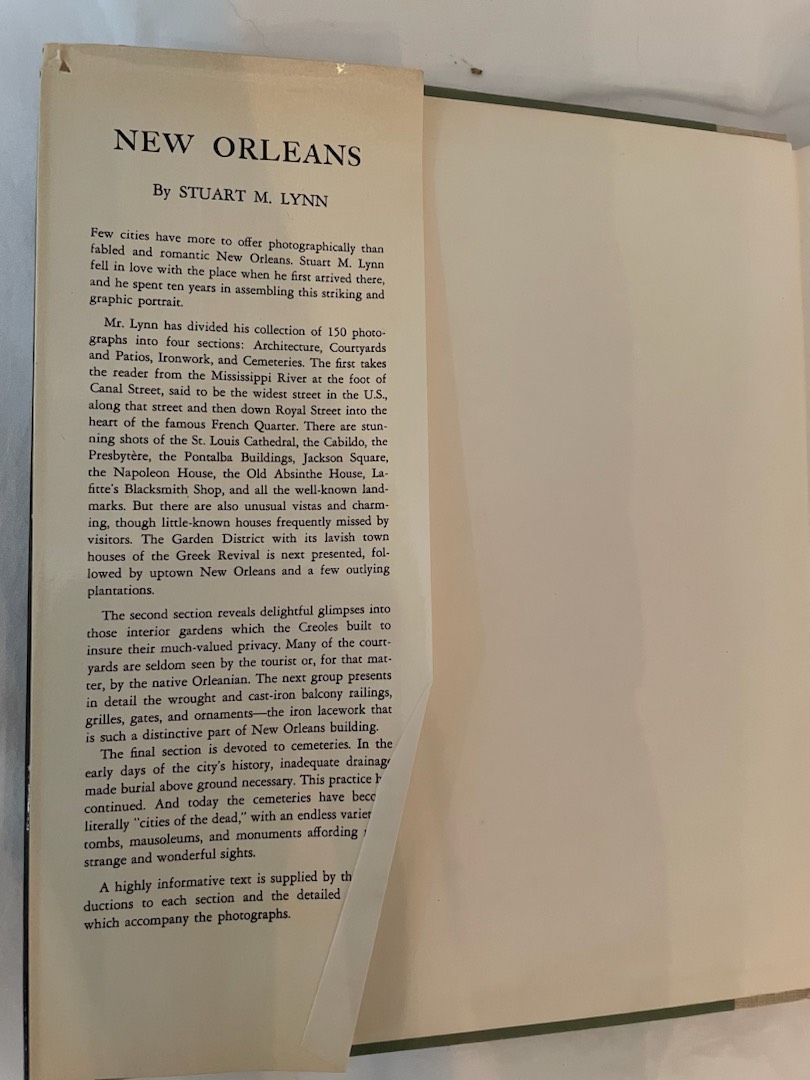 NEW ORLEANS
By STUART M. LYNN
Few cities have more to offer photographically than
fabled and romantic New Orleans. Stuart M. Lynn
fell in love with the place when he first arrived there,
and he spent ten years in assembling this striking and
graphic portrait.
Mr. Lynn has divided his collection of 150 photo-
graphs into four sections: Architecture, Courtyards
and Patios, Ironwork, and Cemeteries. The first takes
the reader from the Mississippi River at the foot of
Canal Street, said to be the widest street in the U.S.,
along that street and then down Royal Street into the
heart of the famous French Quarter. There are stun-
ning shots of the St. Louis Cathedral, the Cabildo, the
Presbytère, the Pontalba Buildings, Jackson Square,
the Napoleon House, the Old Absinthe House, La-
fitte's Blacksmith Shop, and all the well-known land-
marks. But there are also unusual vistas and charm-
ing, though little-known houses frequently missed by
visitors. The Garden District with its lavish town
houses of the Greek Revival is next presented, fol-
lowed by uptown New Orleans and a few outlying
plantations.
The second section reveals delightful glimpses into
those interior gardens which the Creoles built to
insure their much-valued privacy. Many of the court-
yards are seldom seen by the tourist or, for that mat-
ter, by the native Orleanian. The next group presents
in detail the wrought and cast-iron balcony railings,
grilles, gates, and ornaments—the iron lacework that
is such a distinctive part of New Orleans building.
The final section is devoted to cemeteries. In the
early days of the city's history, inadequate drainag
made burial above ground necessary. This practice
continued. And today the cemeteries have beco
literally "cities of the dead," with an endless variet
tombs, mausoleums, and monuments affording
strange and wonderful sights.
A highly informative text is supplied by th
ductions to each section and the detailed
which accompany the photographs.